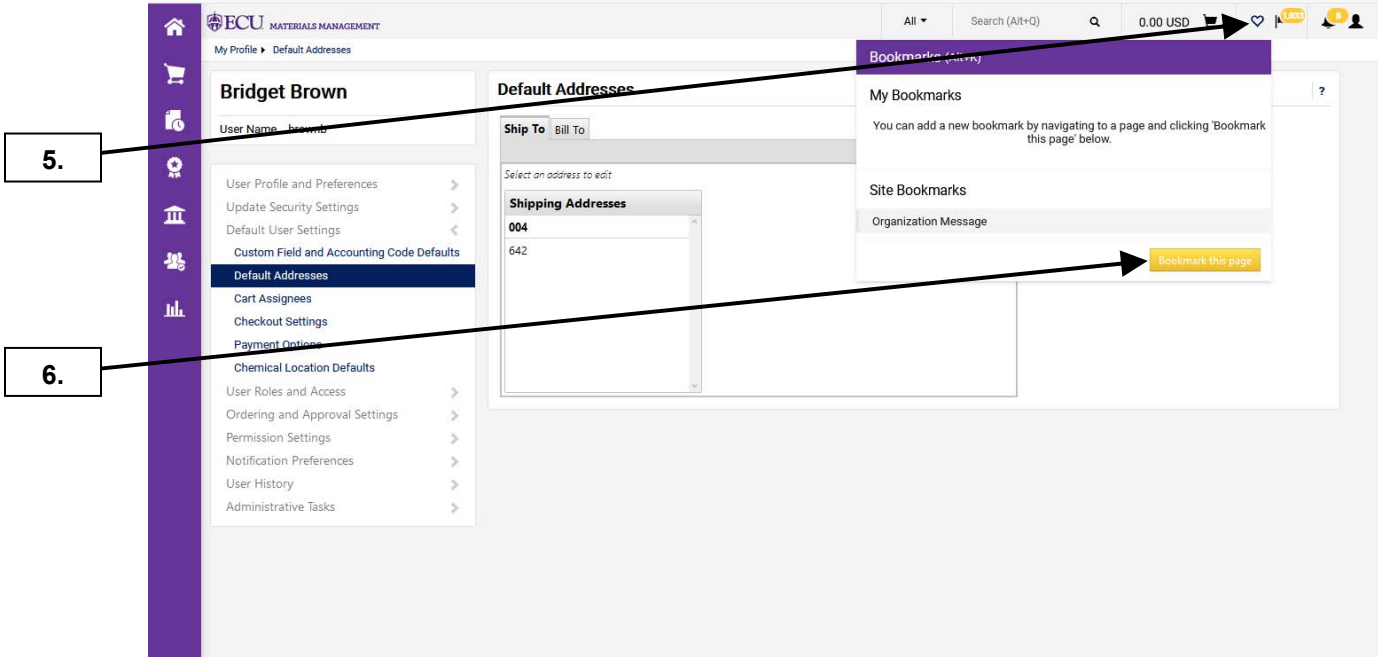 ECU MATERIALS MANAGEMENT
All
Search (Alt+Q)
0.00 USD
My Profile Default Addresses
Bridget Brown
User Name brownb
User Profile and Preferences
Update Security Settings
Default User Settings
Custom Field and Accounting Code Defaults
Default Addresses
Cart Assignees
Checkout Settings
Payment Options
Chemical Location Defaults
User Roles and Access
Ordering and Approval Settings
Permission Settings
Notification Preferences
User History
Administrative Tasks
5.
6.
Default Addresses
?
Ship To Bill To
Select an address to edit
Shipping Addresses
004
642
Bookmarks (Alt+K)
My Bookmarks
You can add a new bookmark by navigating to a page and clicking 'Bookmark
this page' below.
Site Bookmarks
Organization Message
Bookmark this page